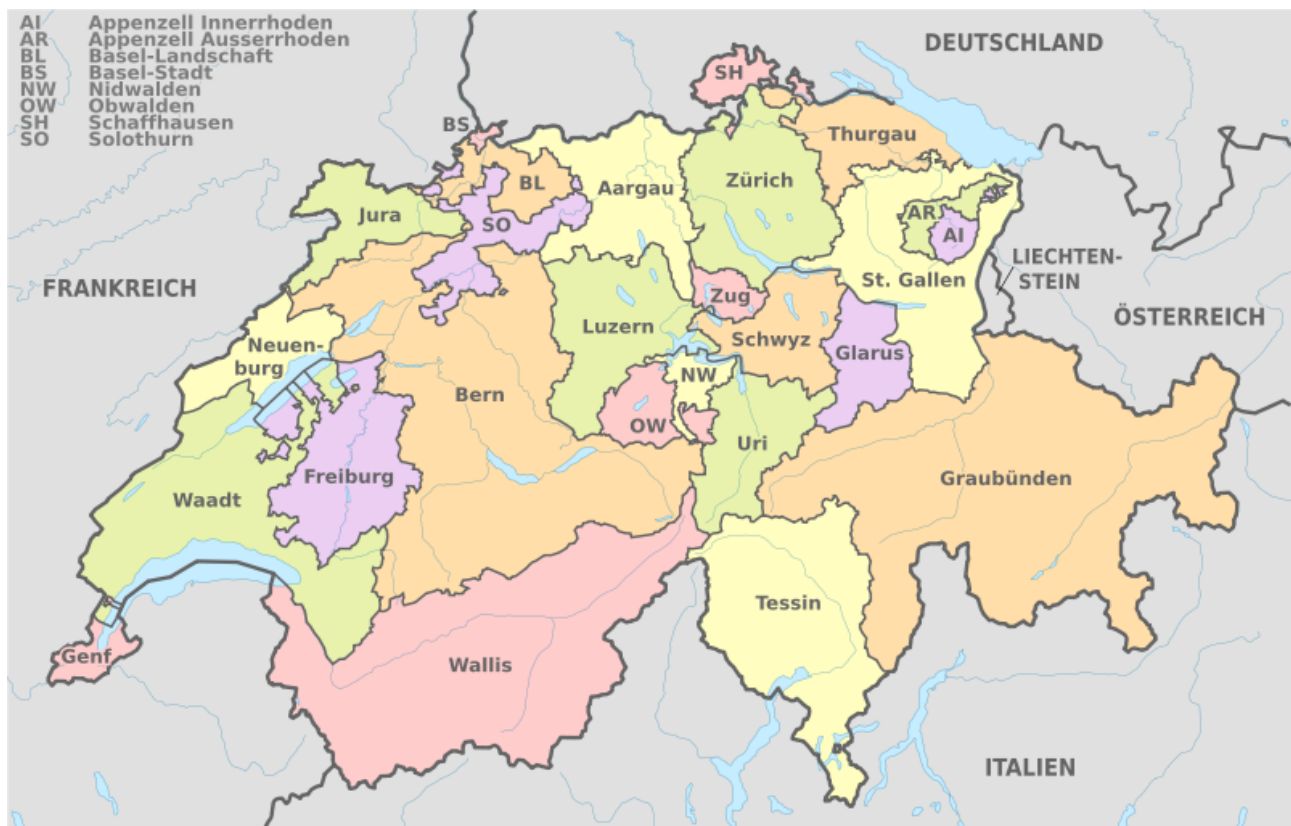 AI Appenzell Innerrhoden
AR Appenzell Ausserrhoden
BL Basel-Landschaft
BS Basel-Stadt
NW Nidwalden
OW Obwalden
SH Schaffhausen
SO Solothurn
DEUTSCHLAND
SH
BS
Thurgau
BL
Aargau
Zürich
Jura
SO
AR
AI
LIECHTEN-
STEIN
FRANKREICH
St. Gallen
Zug
ÖSTERREICH
Luzern
Schwyz
Glarus
Neuen-
burg
NW
Bern
OW
Uri
Freiburg
Graubünden
Waadt
Tessin
Genf
Wallis
ITALIEN